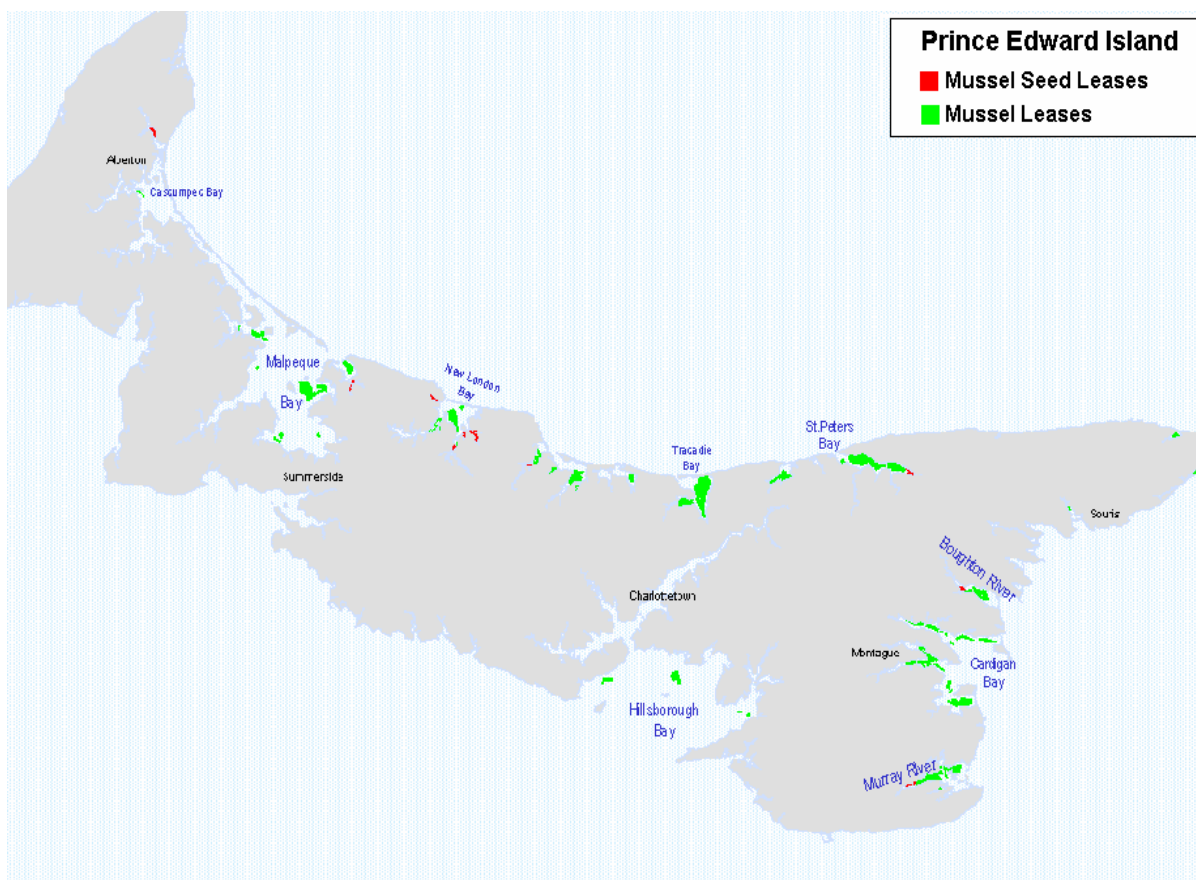 Prince Edward Island
Mussel Seed Leases
Mussel Leases
Alberton
Cascumpec Bay
Malpeque
Bay
New London
Bay
Summerside
Tracadie
Bay
St.Peters
Bay
Souris
Boughton River
Charlottetown
Montague
Cardigan
Bay
Hillsborough
Bay
Murray River